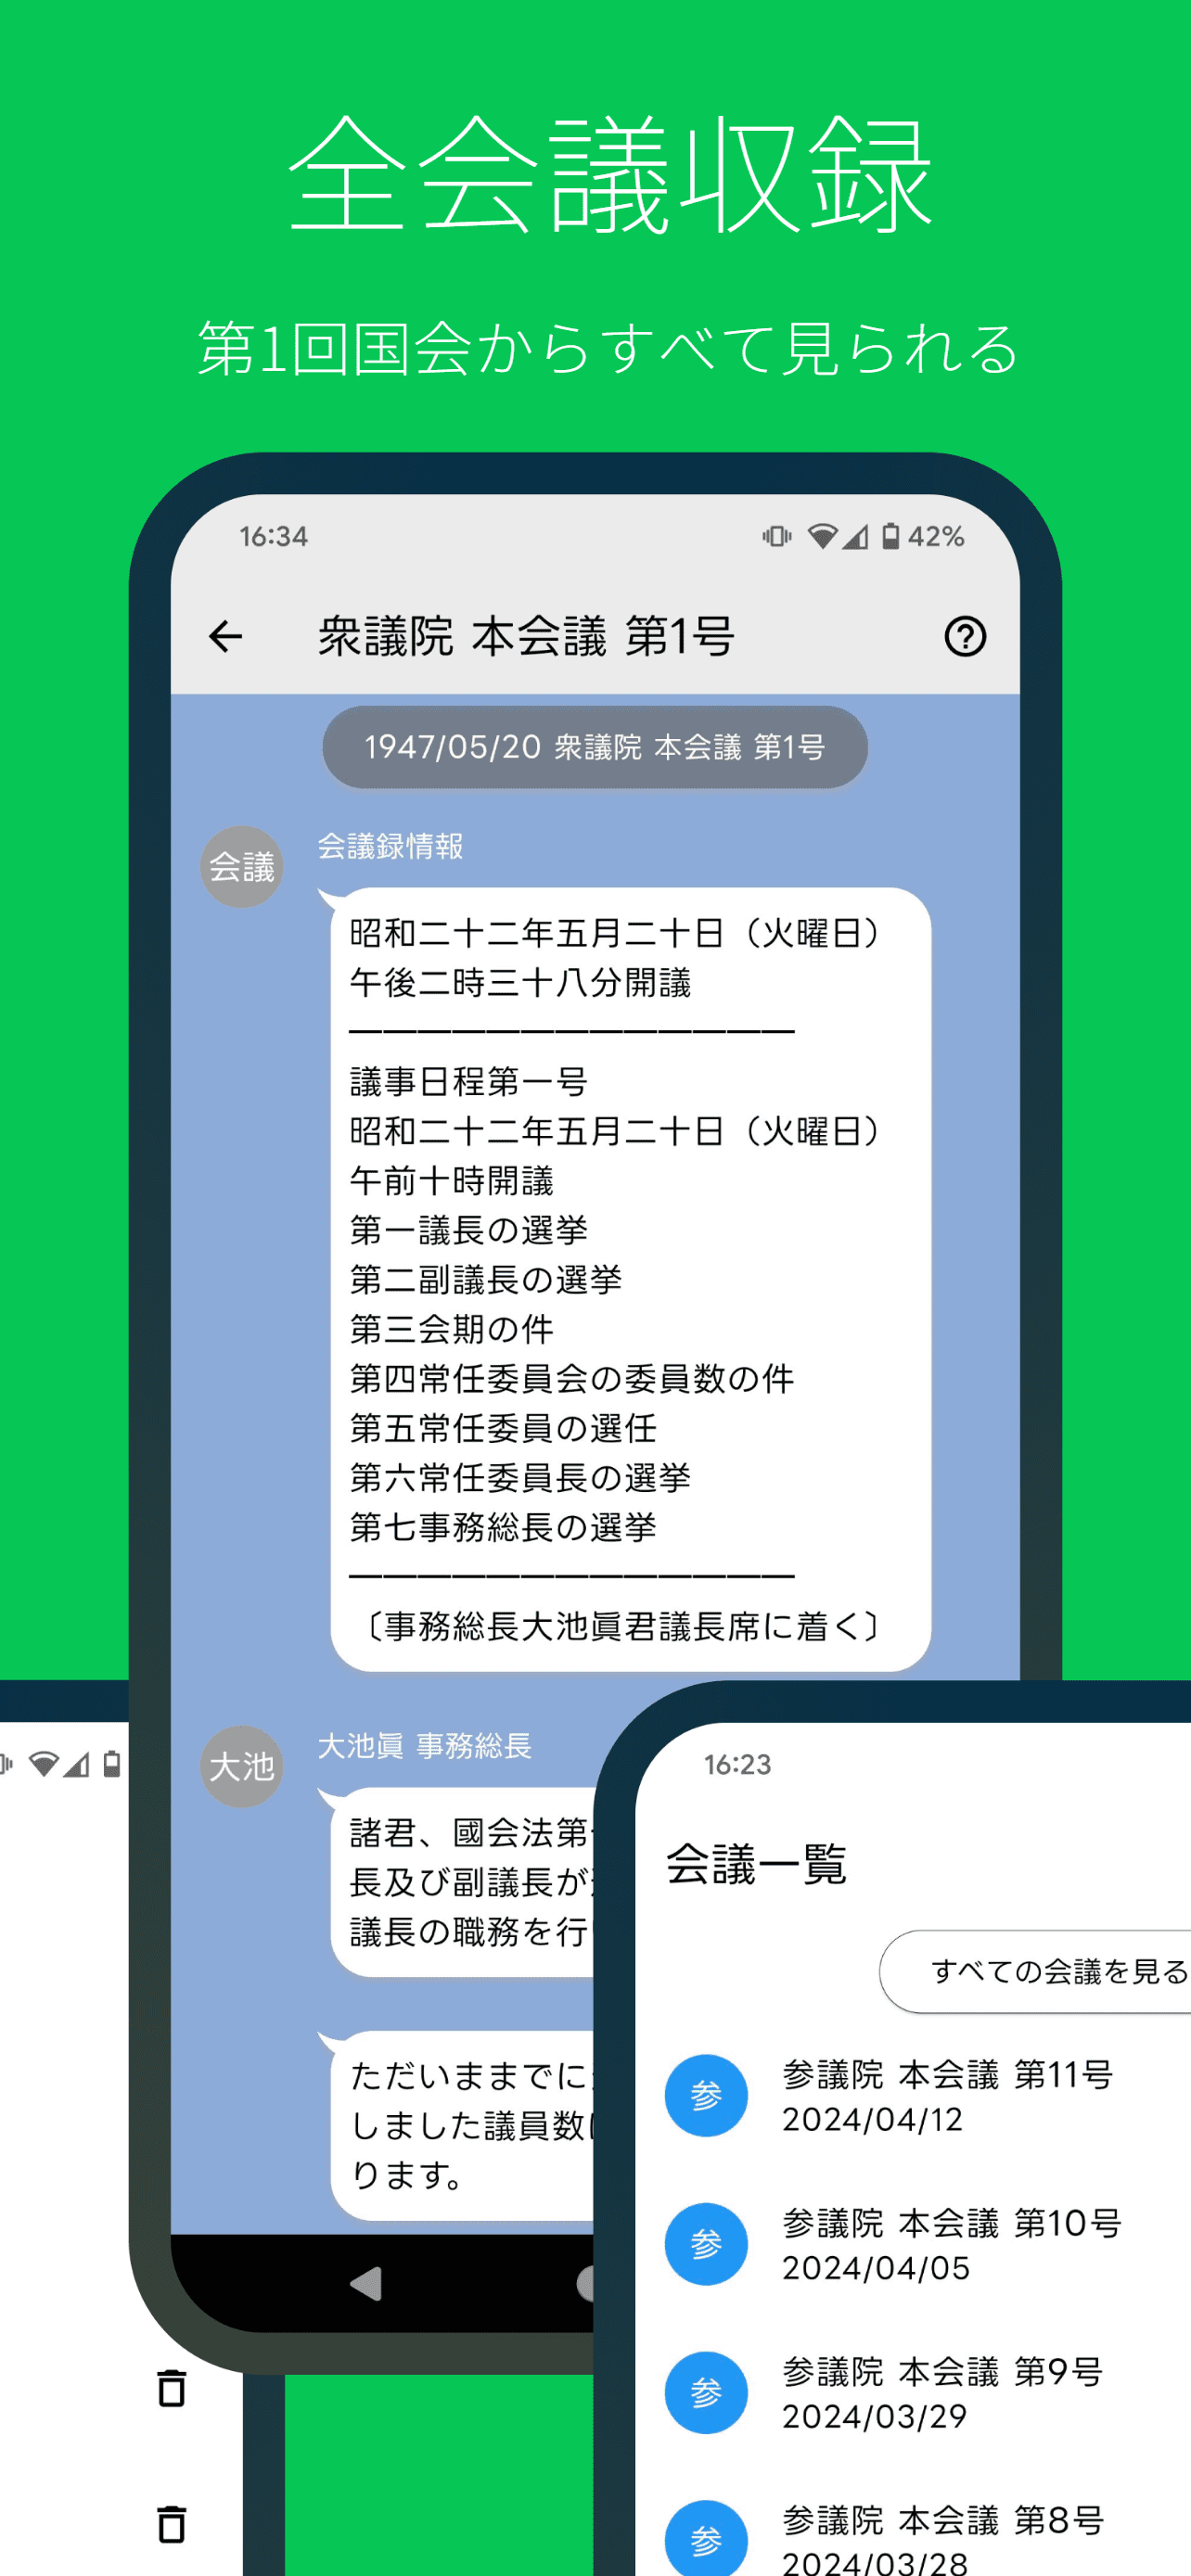 全会議収録
第1回国会からすべて見られる
16:34
42%
衆議院 本会議 第1号
1947/05/20 衆議院 本会議 第1号
会議
会議録情報
昭和二十二年五月二十日（火曜日）
午後二時三十八分開議
―――――――――――――
議事日程第一号
昭和二十二年五月二十日（火曜日）
午前十時開議
第一議長の選挙
第二副議長の選挙
第三会期の件
第四常任委員会の委員数の件
第五常任委員の選任
第六常任委員長の選挙
第七事務総長の選挙
―――――――――――――
〔事務総長大池眞君議長席に着く〕
大池
大池眞 事務総長
諸君、國会法第
長及び副議長が
議長の職務を行
ただいままでに
しました議員数
ります。
16:23
会議一覧
すべての会議を見る
参
参議院 本会議 第11号
2024/04/12
参
参議院 本会議 第10号
2024/04/05
参
参議院 本会議 第9号
2024/03/29
参
参議院 本会議 第8号
2024/03/28